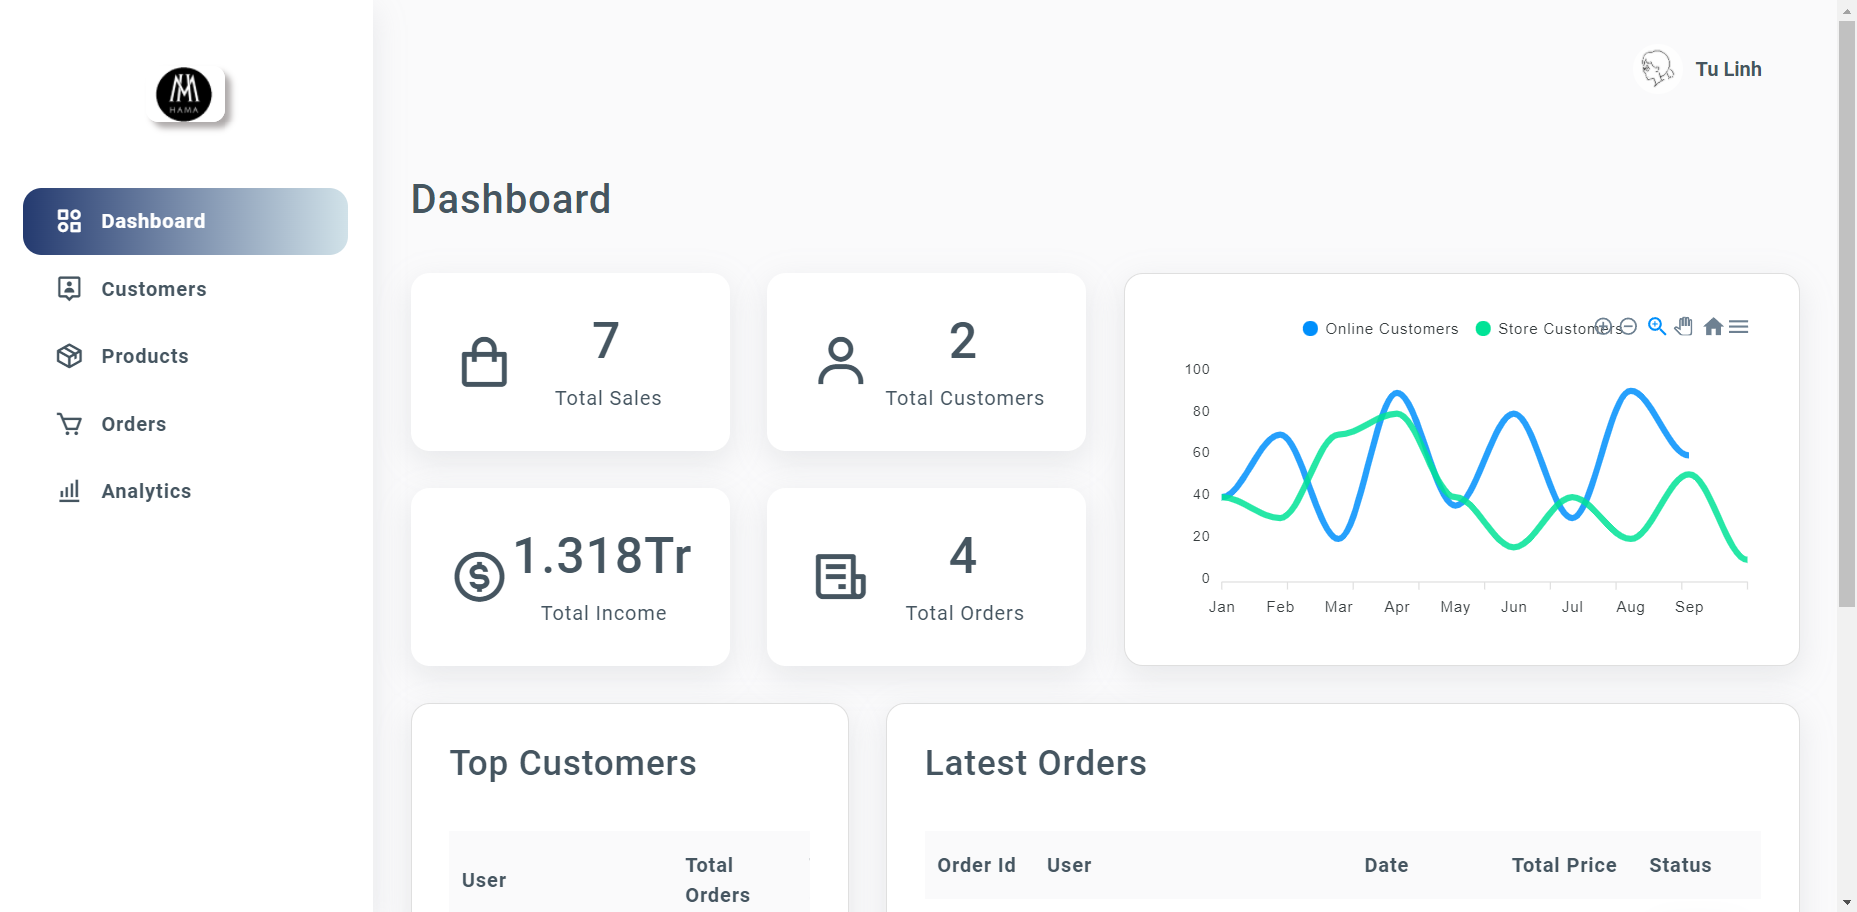 HAMA
Tu Linh
Dashboard
Customers
Products
Orders
Analytics
Dashboard
7
Total Sales
2
Total Customers
1.318Tr
Total Income
4
Total Orders
Online Customers
Store Customers
100
80
60
40
20
0
Jan Feb Mar Apr May Jun Jul Aug Sep
Top Customers
User
Total
Orders
Latest Orders
Order Id User Date Total Price Status